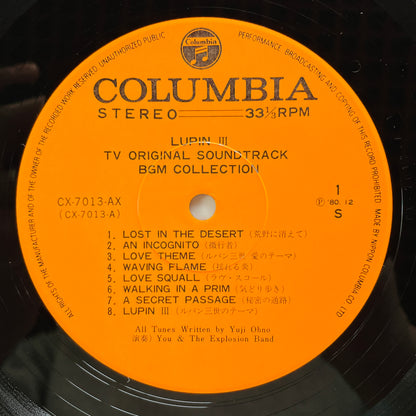 Columbia
COLUMBIA
STEREO 33⅓RPM
LUPIN III
TV ORIGINAL SOUNDTRACK
BGM COLLECTION
CX-7013-AX
(CX-7013-A)
1
Ⓟ '80. 12
S
1. LOST IN THE DESERT (荒野に消えて)
2. AN INCOGNITO (微行者)
3. LOVE THEME (ルパン三世 愛のテーマ)
4. WAVING FLAME (揺れる炎)
5. LOVE SQUALL (ラヴ・スコール)
6. WALKING IN A PRIM (気どり歩き)
7. A SECRET PASSAGE (秘密の通路)
8. LUPIN III (ルパン三世のテーマ)
All Tunes Written by Yuji Ohno
演奏) You & The Explosion Band
ALL RIGHTS OF THE MANUFACTURER AND OF THE OWNER OF THE RECORDED WORK RESERVED. UNAUTHORIZED PUBLIC PERFORMANCE, BROADCASTING AND COPYING OF THIS RECORD PROHIBITED. MADE BY NIPPON COLUMBIA CO. LTD.